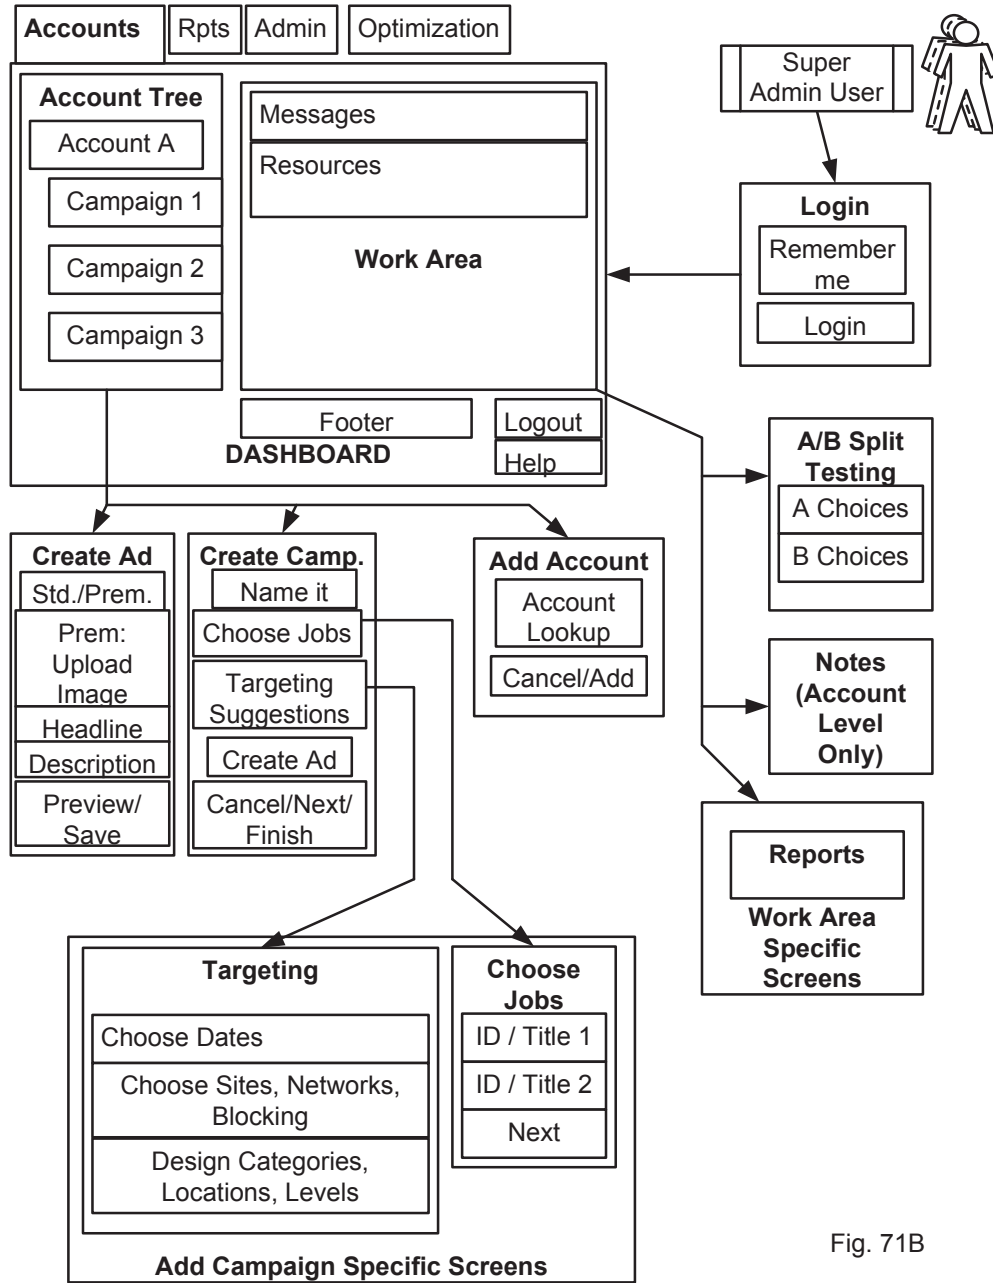 Accounts
Rpts
Admin
Optimization
Account Tree
Account A
Campaign 1
Campaign 2
Campaign 3
Messages
Resources
Work Area
Footer
Logout
Help
DASHBOARD
Super
Admin User
Login
Remember
me
Login
A/B Split
Testing
A Choices
B Choices
Notes
(Account
Level
Only)
Reports
Work Area
Specific
Screens
Create Ad
Std./Prem.
Prem:
Upload
Image
Headline
Description
Preview/
Save
Create Camp.
Name it
Choose Jobs
Targeting
Suggestions
Create Ad
Cancel/Next/
Finish
Add Account
Account
Lookup
Cancel/Add
Targeting
Choose Dates
Choose Sites, Networks,
Blocking
Design Categories,
Locations, Levels
Choose
Jobs
ID / Title 1
ID / Title 2
Next
Add Campaign Specific Screens
Fig. 71B